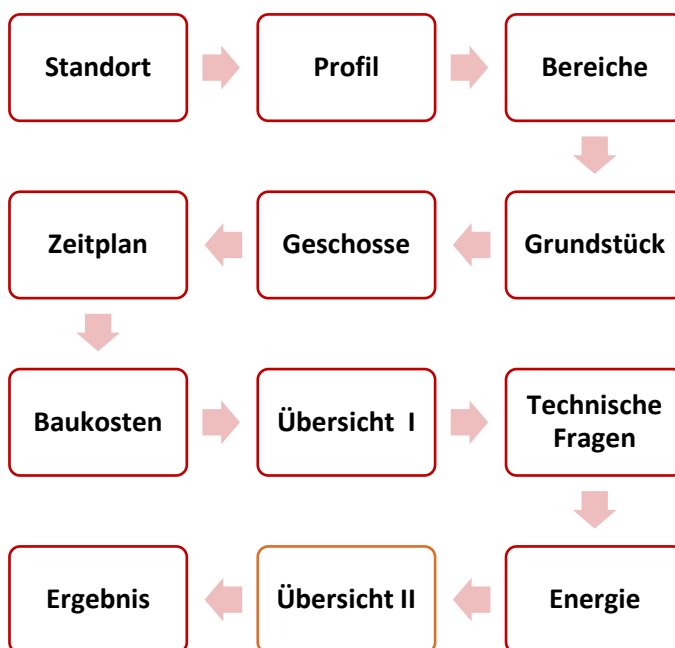 Standort
Profil
Bereiche
Zeitplan
Geschosse
Grundstück
Baukosten
Übersicht I
Technische
Fragen
Ergebnis
Übersicht II
Energie